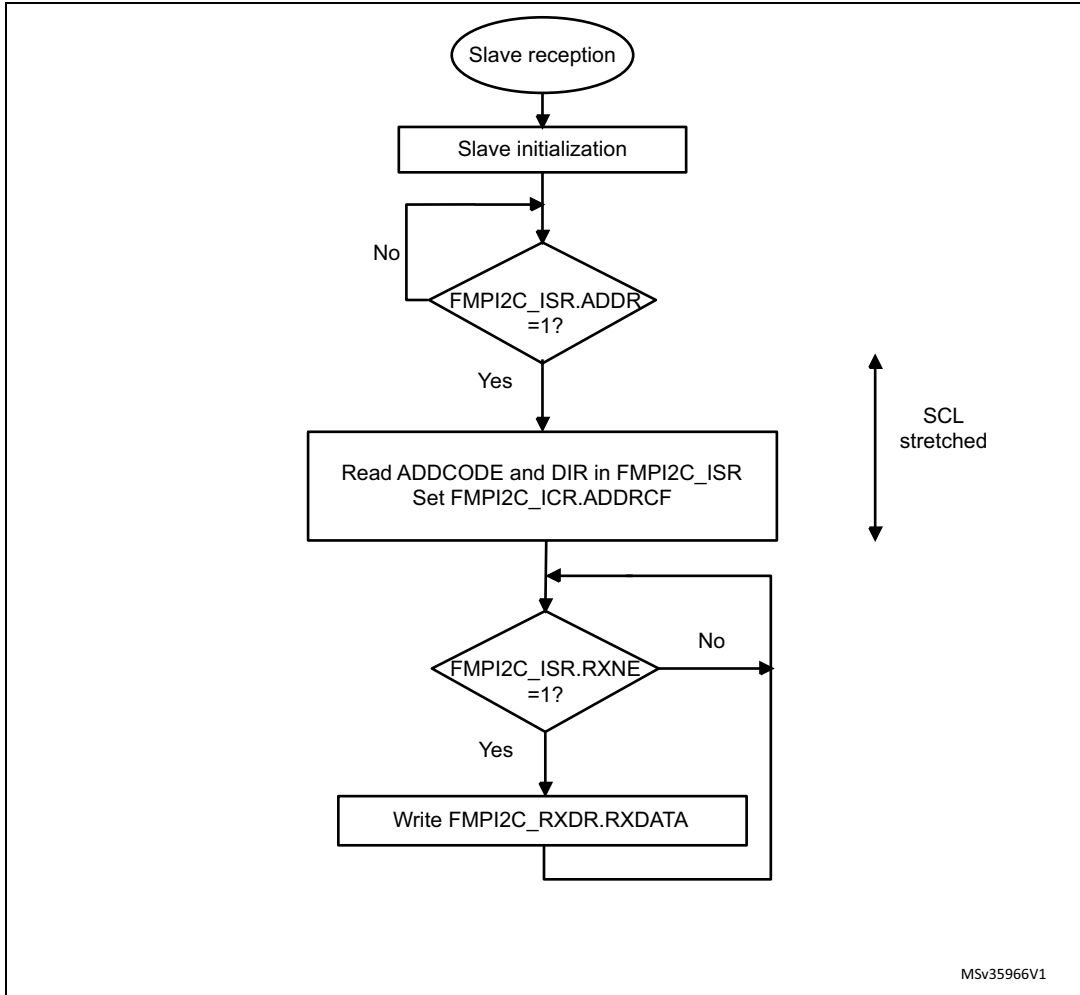 Slave reception
Slave initialization
No
FMPI2C_ISR.ADDR
=1?
Yes
SCL
stretched
Read ADDCODE and DIR in FMPI2C_ISR
Set FMPI2C_ICR.ADDRCF
No
FMPI2C_ISR.RXNE
=1?
Yes
Write FMPI2C_RXDR.RXDATA
MSv35966V1